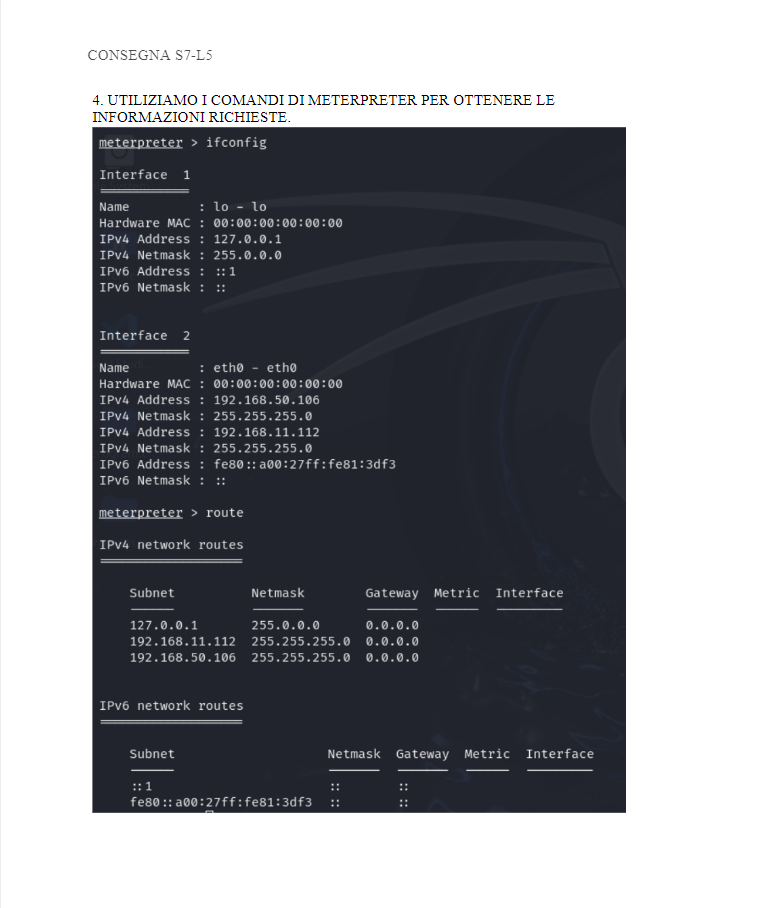 CONSEGNA S7-L5
4. UTILIZIAMO I COMANDI DI METERPRETER PER OTTENERE LE
INFORMAZIONI RICHIESTE.
meterpreter > ifconfig
Interface  1
Name         : lo - lo
Hardware MAC : 00:00:00:00:00:00
IPv4 Address : 127.0.0.1
IPv4 Netmask : 255.0.0.0
IPv6 Address : ::1
IPv6 Netmask : ::
Interface  2
Name         : eth0 - eth0
Hardware MAC : 00:00:00:00:00:00
IPv4 Address : 192.168.50.106
IPv4 Netmask : 255.255.255.0
IPv4 Address : 192.168.11.112
IPv4 Netmask : 255.255.255.0
IPv6 Address : fe80::a00:27ff:fe81:3df3
IPv6 Netmask : ::
meterpreter > route
IPv4 network routes
Subnet          Netmask        Gateway  Metric  Interface
127.0.0.1       255.0.0.0      0.0.0.0
192.168.11.112  255.255.255.0  0.0.0.0
192.168.50.106  255.255.255.0  0.0.0.0
IPv6 network routes
Subnet                    Netmask  Gateway  Metric  Interface
::1                       ::       ::
fe80::a00:27ff:fe81:3df3  ::       ::